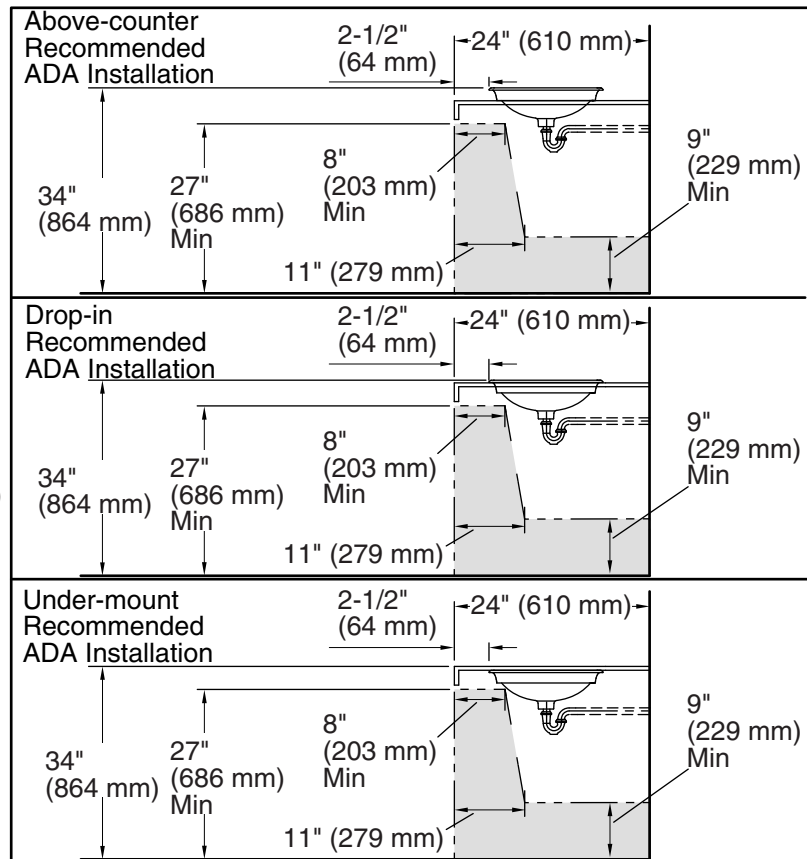 Above-counter
Recommended
ADA Installation
2-1/2"
(64 mm)
24" (610 mm)
34"
(864 mm)
27"
(686 mm)
Min
8"
(203 mm)
Min
9"
(229 mm)
Min
11" (279 mm)
Drop-in
Recommended
ADA Installation
2-1/2"
(64 mm)
24" (610 mm)
34"
(864 mm)
27"
(686 mm)
Min
8"
(203 mm)
Min
9"
(229 mm)
Min
11" (279 mm)
Under-mount
Recommended
ADA Installation
2-1/2"
(64 mm)
24" (610 mm)
34"
(864 mm)
27"
(686 mm)
Min
8"
(203 mm)
Min
9"
(229 mm)
Min
11" (279 mm)